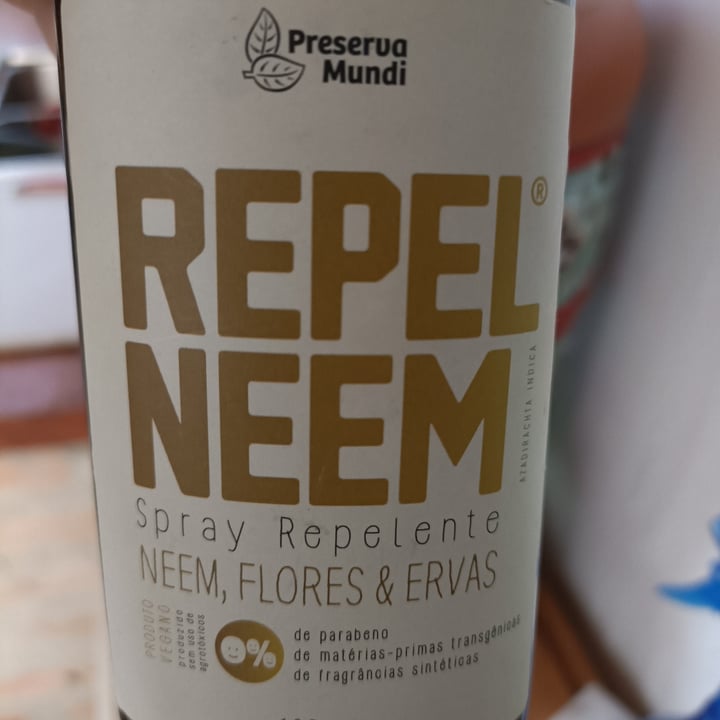 Preserva
Mundi
REPEL®
NEEM
AZADIRACHTA INDICA
Spray Repelente
NEEM, FLORES & ERVAS
PRODUTO
VEGANO
produzido
sem uso de
agrotóxicos
0%
de parabeno
de matérias-primas transgênicas
de fragrâncias sintéticas